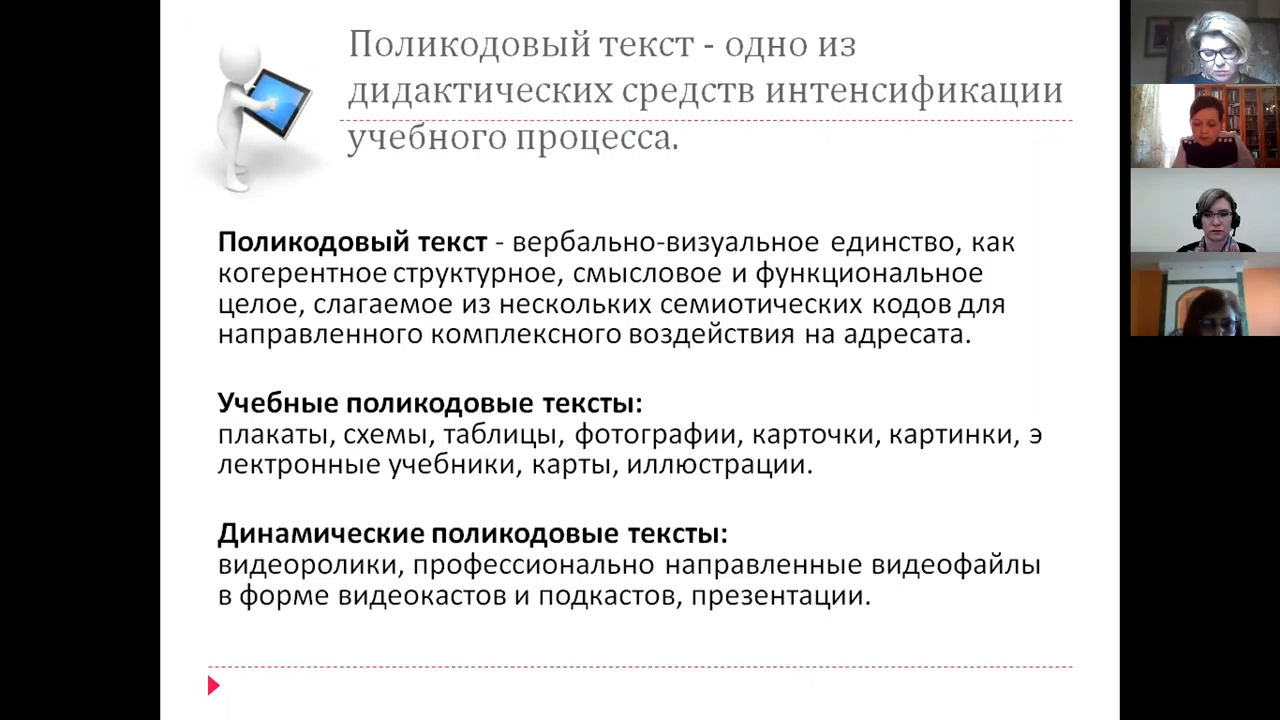 Поликодовый текст - одно из
дидактических средств интенсификации
учебного процесса.
Поликодовый текст - вербально-визуальное единство, как
когерентное структурное, смысловое и функциональное
целое, слагаемое из нескольких семиотических кодов для
направленного комплексного воздействия на адресата.
Учебные поликодовые тексты:
плакаты, схемы, таблицы, фотографии, карточки, картинки, э
лектронные учебники, карты, иллюстрации.
Динамические поликодовые тексты:
видеоролики, профессионально направленные видеофайлы
в форме видеокастов и подкастов, презентации.